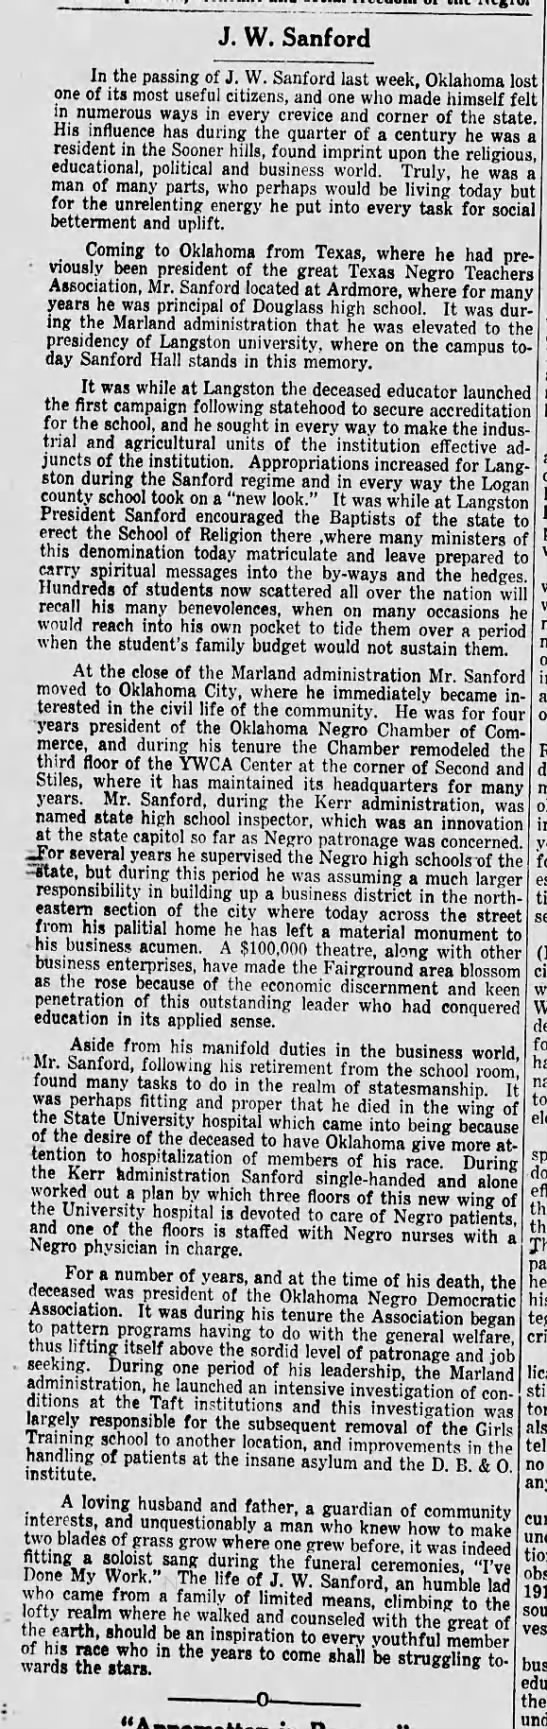 J. W. Sanford
In the passing of J. W. Sanford last week, Oklahoma lost
one of its most useful citizens, and one who made himself felt
in numerous ways in every crevice and corner of the state.
His influence has during the quarter of a century he was a
resident in the Sooner hills, found imprint upon the religious,
educational, political and business world. Truly, he was a
man of many parts, who perhaps would be living today but
for the unrelenting energy he put into every task for social
betterment and uplift.
Coming to Oklahoma from Texas, where he had pre-
viously been president of the great Texas Negro Teachers
Association, Mr. Sanford located at Ardmore, where for many
years he was principal of Douglass high school. It was dur-
ing the Marland administration that he was elevated to the
presidency of Langston university, where on the campus to-
day Sanford Hall stands in this memory.
It was while at Langston the deceased educator launched
the first campaign following statehood to secure accreditation
for the school, and he sought in every way to make the indus-
trial and agricultural units of the institution effective ad-
juncts of the institution. Appropriations increased for Lang-
ston during the Sanford regime and in every way the Logan
county school took on a "new look." It was while at Langston
President Sanford encouraged the Baptists of the state to
erect the School of Religion there ,where many ministers of
this denomination today matriculate and leave prepared to
carry spiritual messages into the by-ways and the hedges.
Hundreds of students now scattered all over the nation will
recall his many benevolences, when on many occasions he
would reach into his own pocket to tide them over a period
when the student's family budget would not sustain them.
At the close of the Marland administration Mr. Sanford
moved to Oklahoma City, where he immediately became in-
terested in the civil life of the community. He was for four
years president of the Oklahoma Negro Chamber of Com-
merce, and during his tenure the Chamber remodeled the
third floor of the YWCA Center at the corner of Second and
Stiles, where it has maintained its headquarters for many
years. Mr. Sanford, during the Kerr administration, was
named state high school inspector, which was an innovation
at the state capitol so far as Negro patronage was concerned.
For several years he supervised the Negro high schools of the
state, but during this period he was assuming a much larger
responsibility in building up a business district in the north-
eastern section of the city where today across the street
from his palitial home he has left a material monument to
his business acumen. A $100,000 theatre, along with other
business enterprises, have made the Fairground area blossom
as the rose because of the economic discernment and keen
penetration of this outstanding leader who had conquered
education in its applied sense.
Aside from his manifold duties in the business world,
Mr. Sanford, following his retirement from the school room,
found many tasks to do in the realm of statesmanship. It
was perhaps fitting and proper that he died in the wing of
the State University hospital which came into being because
of the desire of the deceased to have Oklahoma give more at-
tention to hospitalization of members of his race. During
the Kerr administration Sanford single-handed and alone
worked out a plan by which three floors of this new wing of
the University hospital is devoted to care of Negro patients,
and one of the floors is staffed with Negro nurses with a
Negro physician in charge.
For a number of years, and at the time of his death, the
deceased was president of the Oklahoma Negro Democratic
Association. It was during his tenure the Association began
to pattern programs having to do with the general welfare,
thus lifting itself above the sordid level of patronage and job
seeking. During one period of his leadership, the Marland
administration, he launched an intensive investigation of con-
ditions at the Taft institutions and this investigation was
largely responsible for the subsequent removal of the Girls
Training school to another location, and improvements in the
handling of patients at the insane asylum and the D. B. & O.
institute.
A loving husband and father, a guardian of community
interests, and unquestionably a man who knew how to make
two blades of grass grow where one grew before, it was indeed
fitting a soloist sang during the funeral ceremonies, "I've
Done My Work." The life of J. W. Sanford, an humble lad
who came from a family of limited means, climbing to the
lofty realm where he walked and counseled with the great of
the earth, should be an inspiration to every youthful member
of his race who in the years to come shall be struggling to-
wards the stars.
o